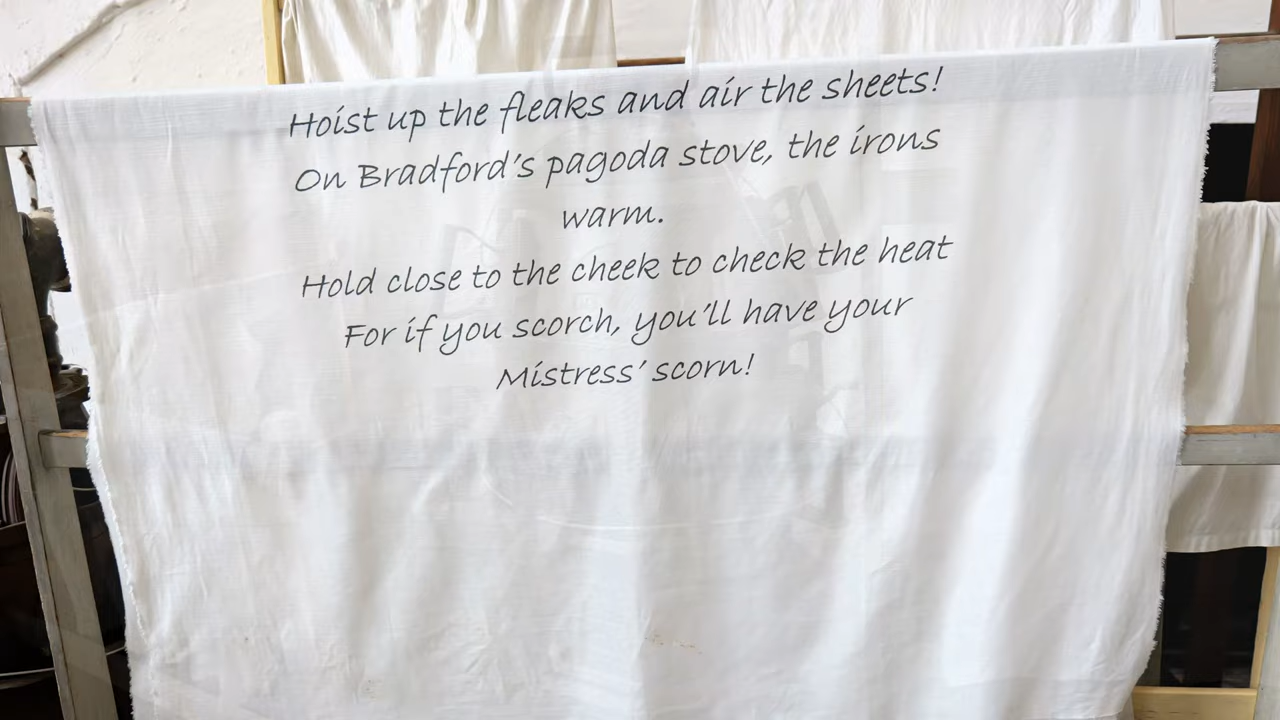 Hoist up the fleaks and air the sheets!
On Bradford's pagoda stove, the irons
warm.
Hold close to the cheek to check the heat
For if you scorch, you'll have your
Mistress' scorn!